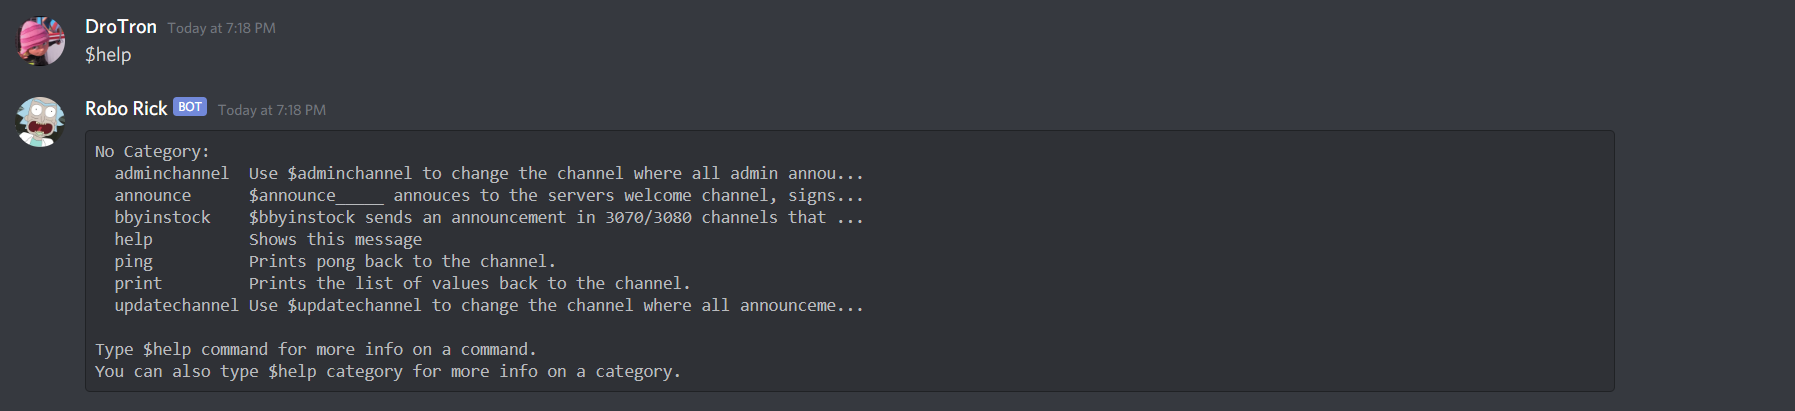 DroTron Today at 7:18 PM
$help
Robo Rick BOT Today at 7:18 PM
No Category:
adminchannel Use $adminchannel to change the channel where all admin annou...
announce $announce_____ annouces to the servers welcome channel, signs...
bbyinstock $bbyinstock sends an announcement in 3070/3080 channels that ...
help Shows this message
ping Prints pong back to the channel.
print Prints the list of values back to the channel.
updatechannel Use $updatechannel to change the channel where all announceme...
Type $help command for more info on a command.
You can also type $help category for more info on a category.